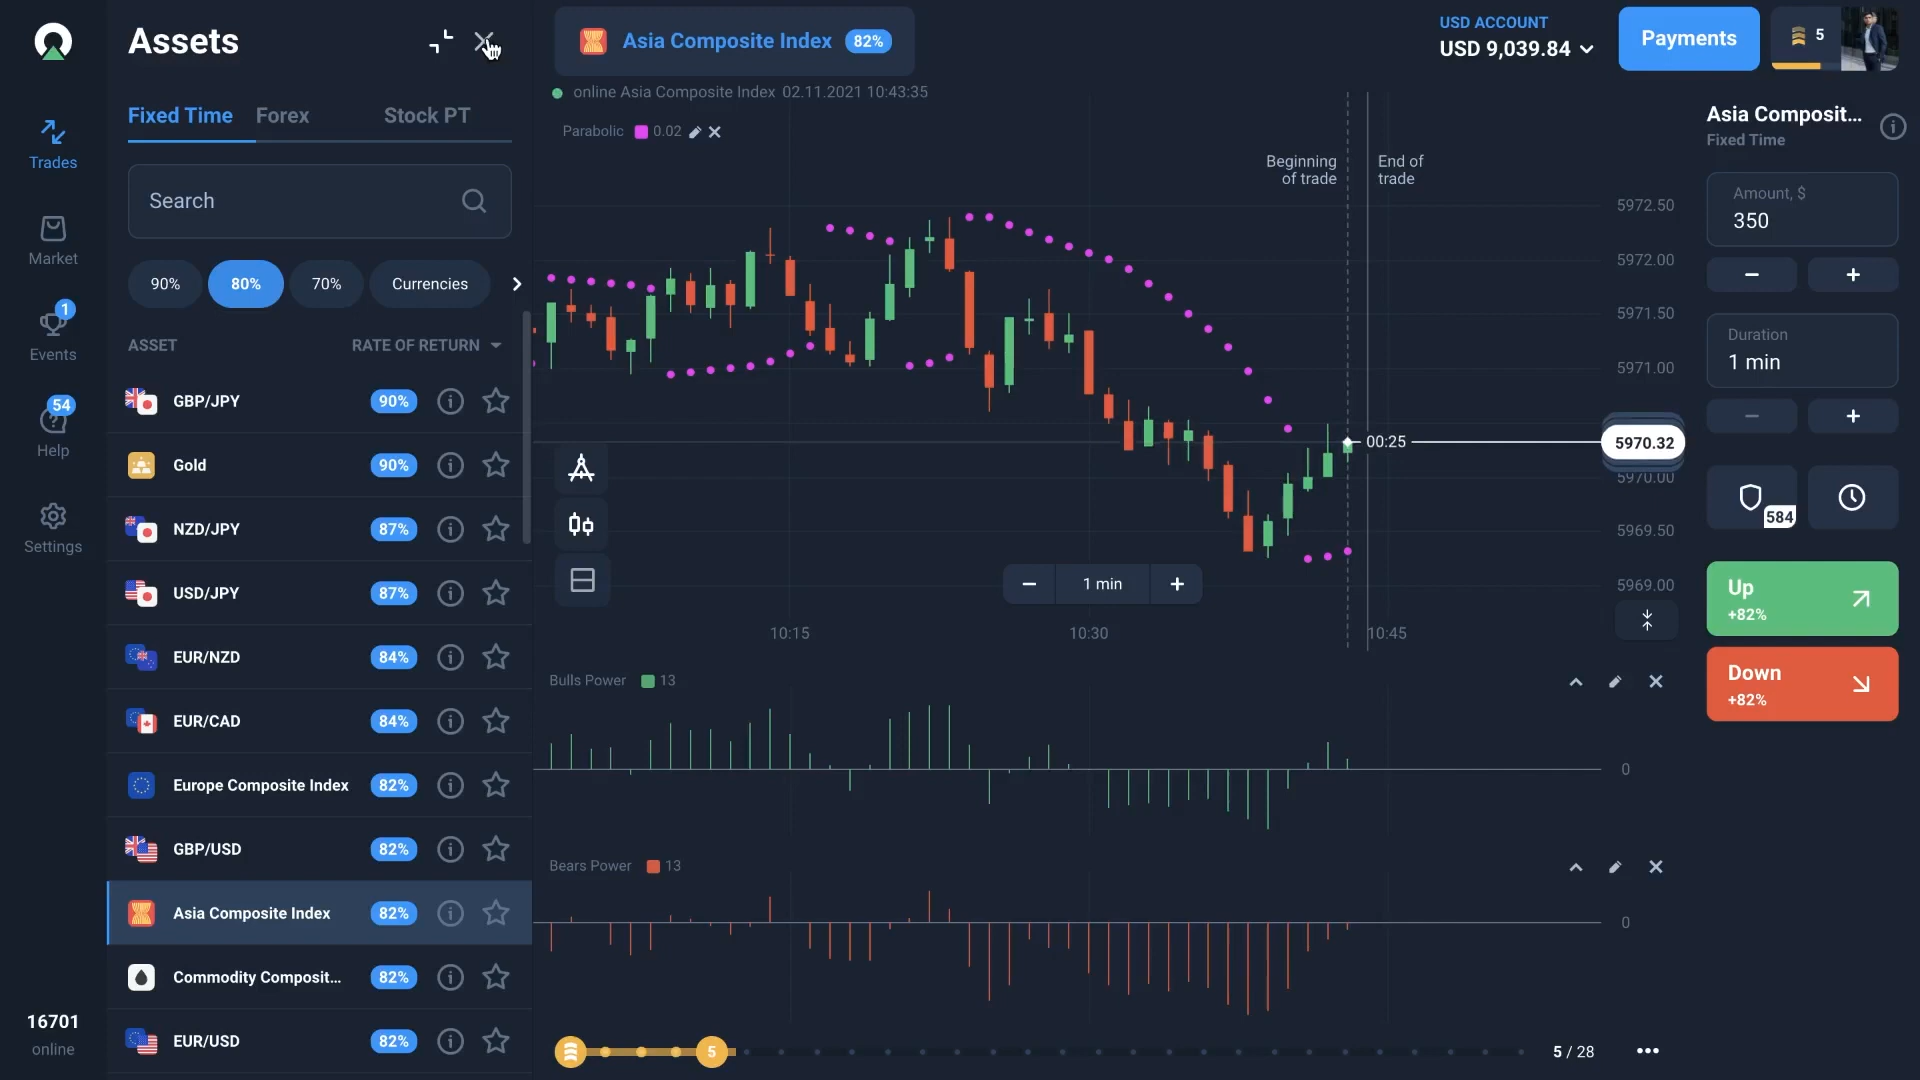 Assets
Asia Composite Index 82%
USD ACCOUNT
USD 9,039.84
Payments
5
online Asia Composite Index 02.11.2021 10:43:35
Parabolic 0.02
Fixed Time Forex Stock PT
Search
90% 80% 70% Currencies
ASSET RATE OF RETURN
GBP/JPY 90%
Gold 90%
NZD/JPY 87%
USD/JPY 87%
EUR/NZD 84%
EUR/CAD 84%
Europe Composite Index 82%
GBP/USD 82%
Asia Composite Index 82%
Commodity Composit... 82%
EUR/USD 82%
Trades
Market
1
Events
54
Help
Settings
16701
online
Beginning
of trade
End of
trade
5972.50
5972.00
5971.50
5971.00
00:25
5970.32
5970.00
5969.50
5969.00
1 min
10:15 10:30 10:45
Bulls Power 13
0
Bears Power 13
0
5
5 / 28
Asia Composit...
Fixed Time
Amount, $
350
Duration
1 min
584
Up
+82%
Down
+82%